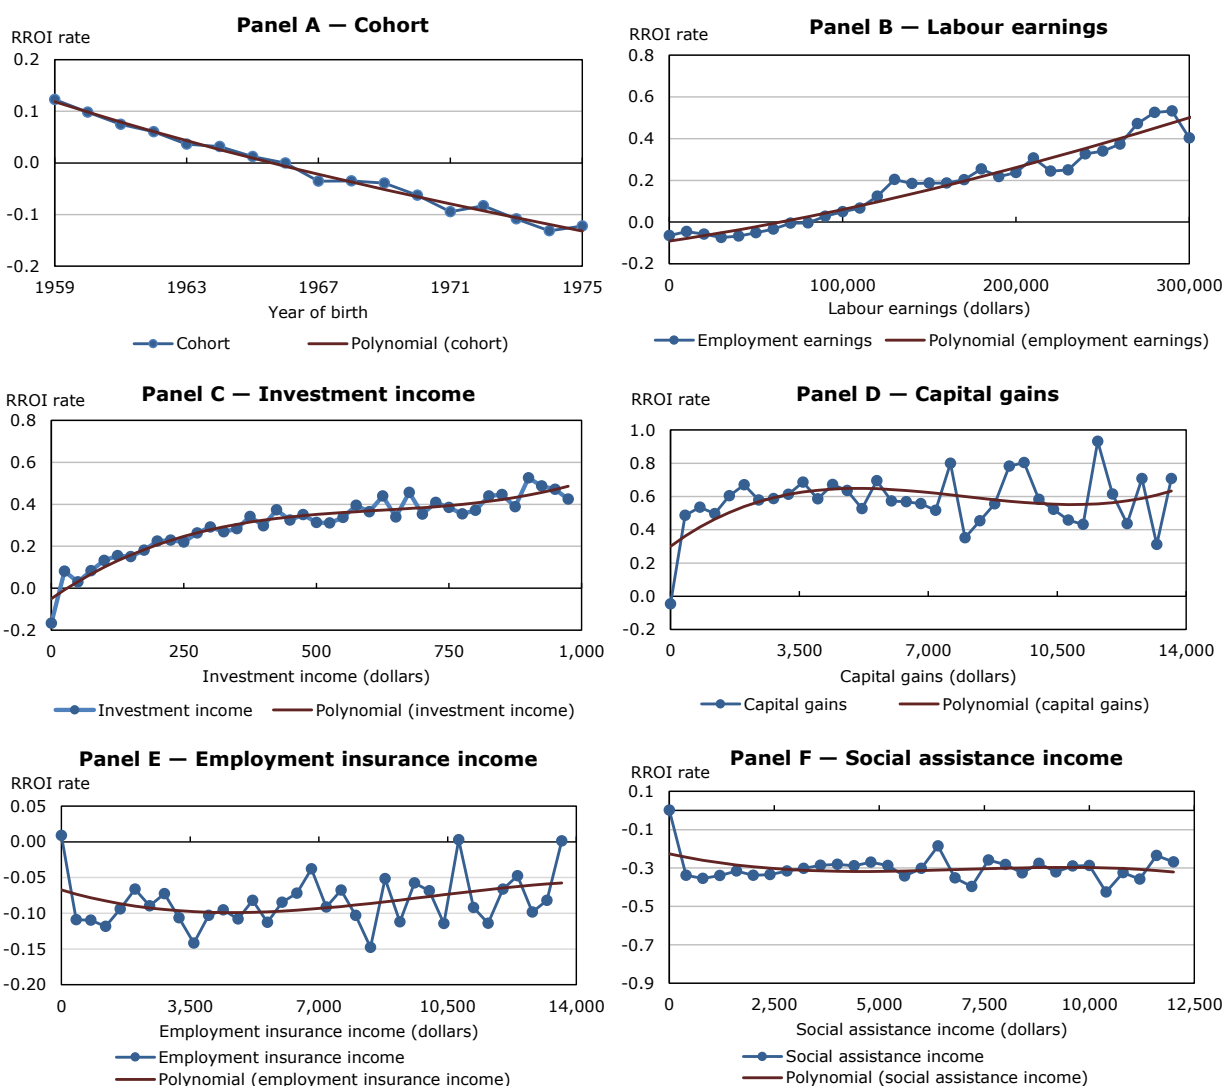 Panel A — Cohort
RROI rate
0.2
0.1
0.0
-0.1
-0.2
1959 1963 1967 1971 1975
Year of birth
Cohort Polynomial (cohort)
Panel B — Labour earnings
RROI rate
0.8
0.6
0.4
0.2
0.0
-0.2
0 100,000 200,000 300,000
Labour earnings (dollars)
Employment earnings Polynomial (employment earnings)
Panel C — Investment income
RROI rate
0.8
0.6
0.4
0.2
0.0
-0.2
0 250 500 750 1,000
Investment income (dollars)
Investment income Polynomial (investment income)
Panel D — Capital gains
RROI rate
1.0
0.8
0.6
0.4
0.2
0.0
-0.2
0 3,500 7,000 10,500 14,000
Capital gains (dollars)
Capital gains Polynomial (capital gains)
Panel E — Employment insurance income
RROI rate
0.05
0.00
-0.05
-0.10
-0.15
-0.20
0 3,500 7,000 10,500 14,000
Employment insurance income (dollars)
Employment insurance income
Polynomial (employment insurance income)
Panel F — Social assistance income
RROI rate
0.1
-0.1
-0.3
-0.5
-0.7
-0.9
0 2,500 5,000 7,500 10,000 12,500
Social assistance income (dollars)
Social assistance income
Polynomial (social assistance income)